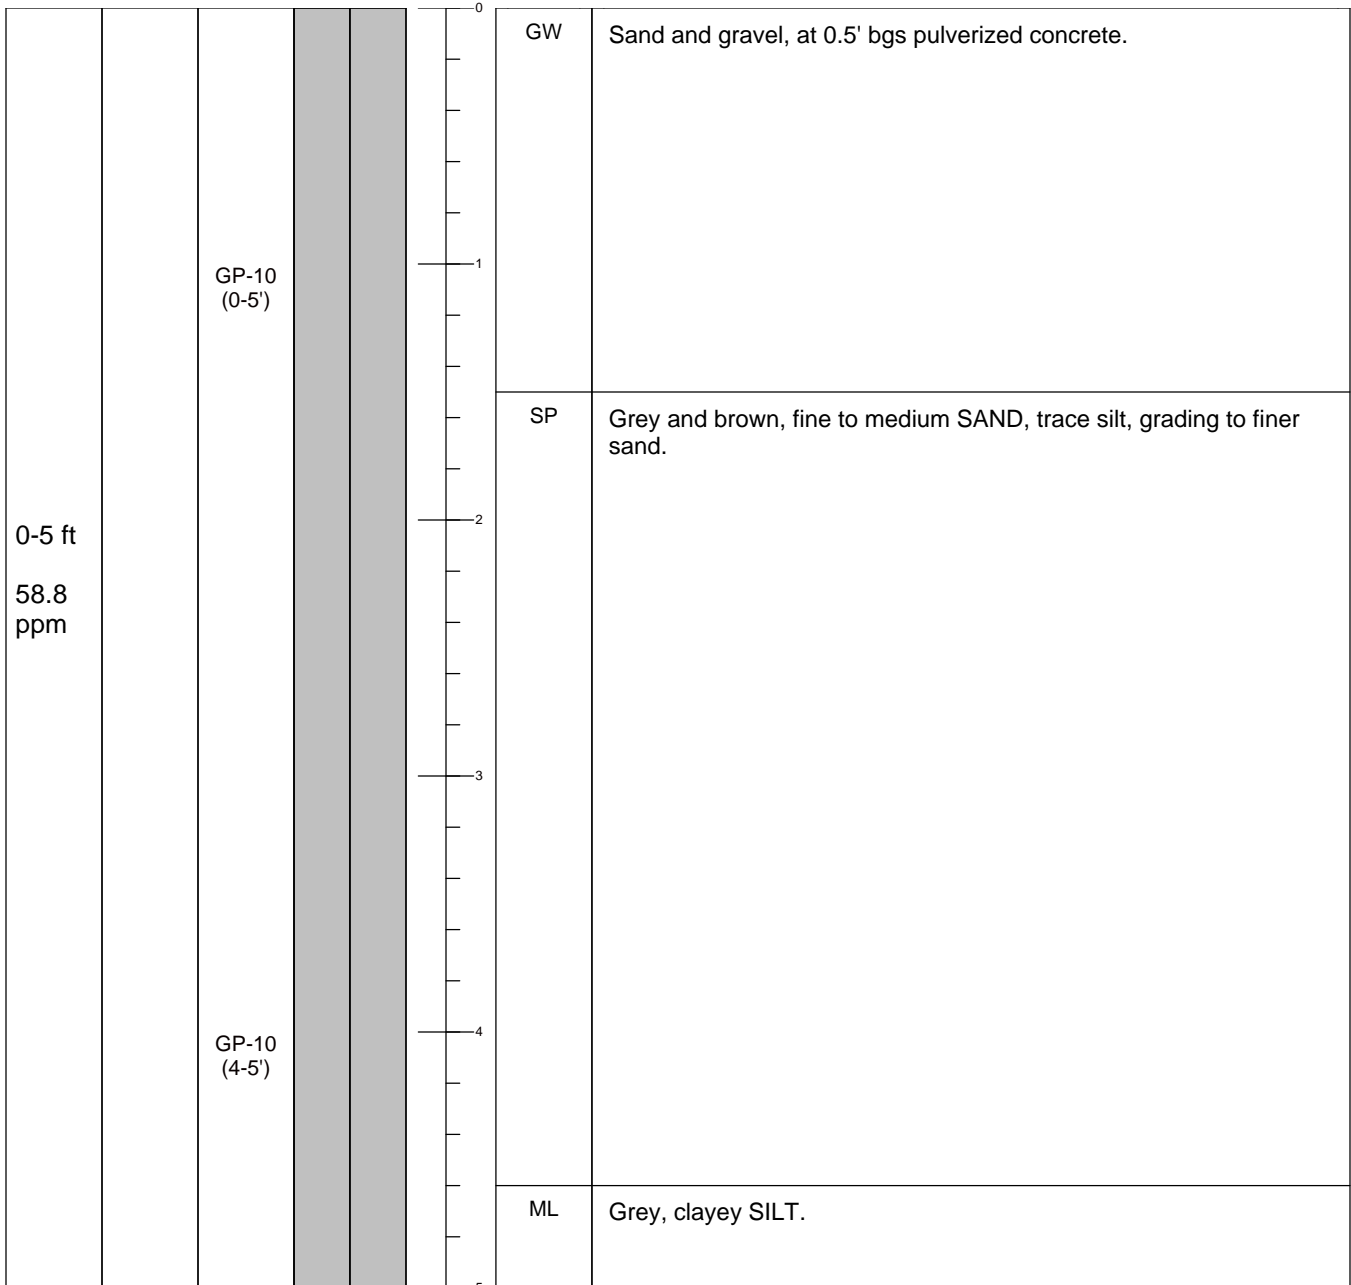 0
GW
Sand and gravel, at 0.5' bgs pulverized concrete.
1
GP-10
(0-5')
SP
Grey and brown, fine to medium SAND, trace silt, grading to finer
sand.
2
0-5 ft
58.8
ppm
3
4
GP-10
(4-5')
ML
Grey, clayey SILT.
5